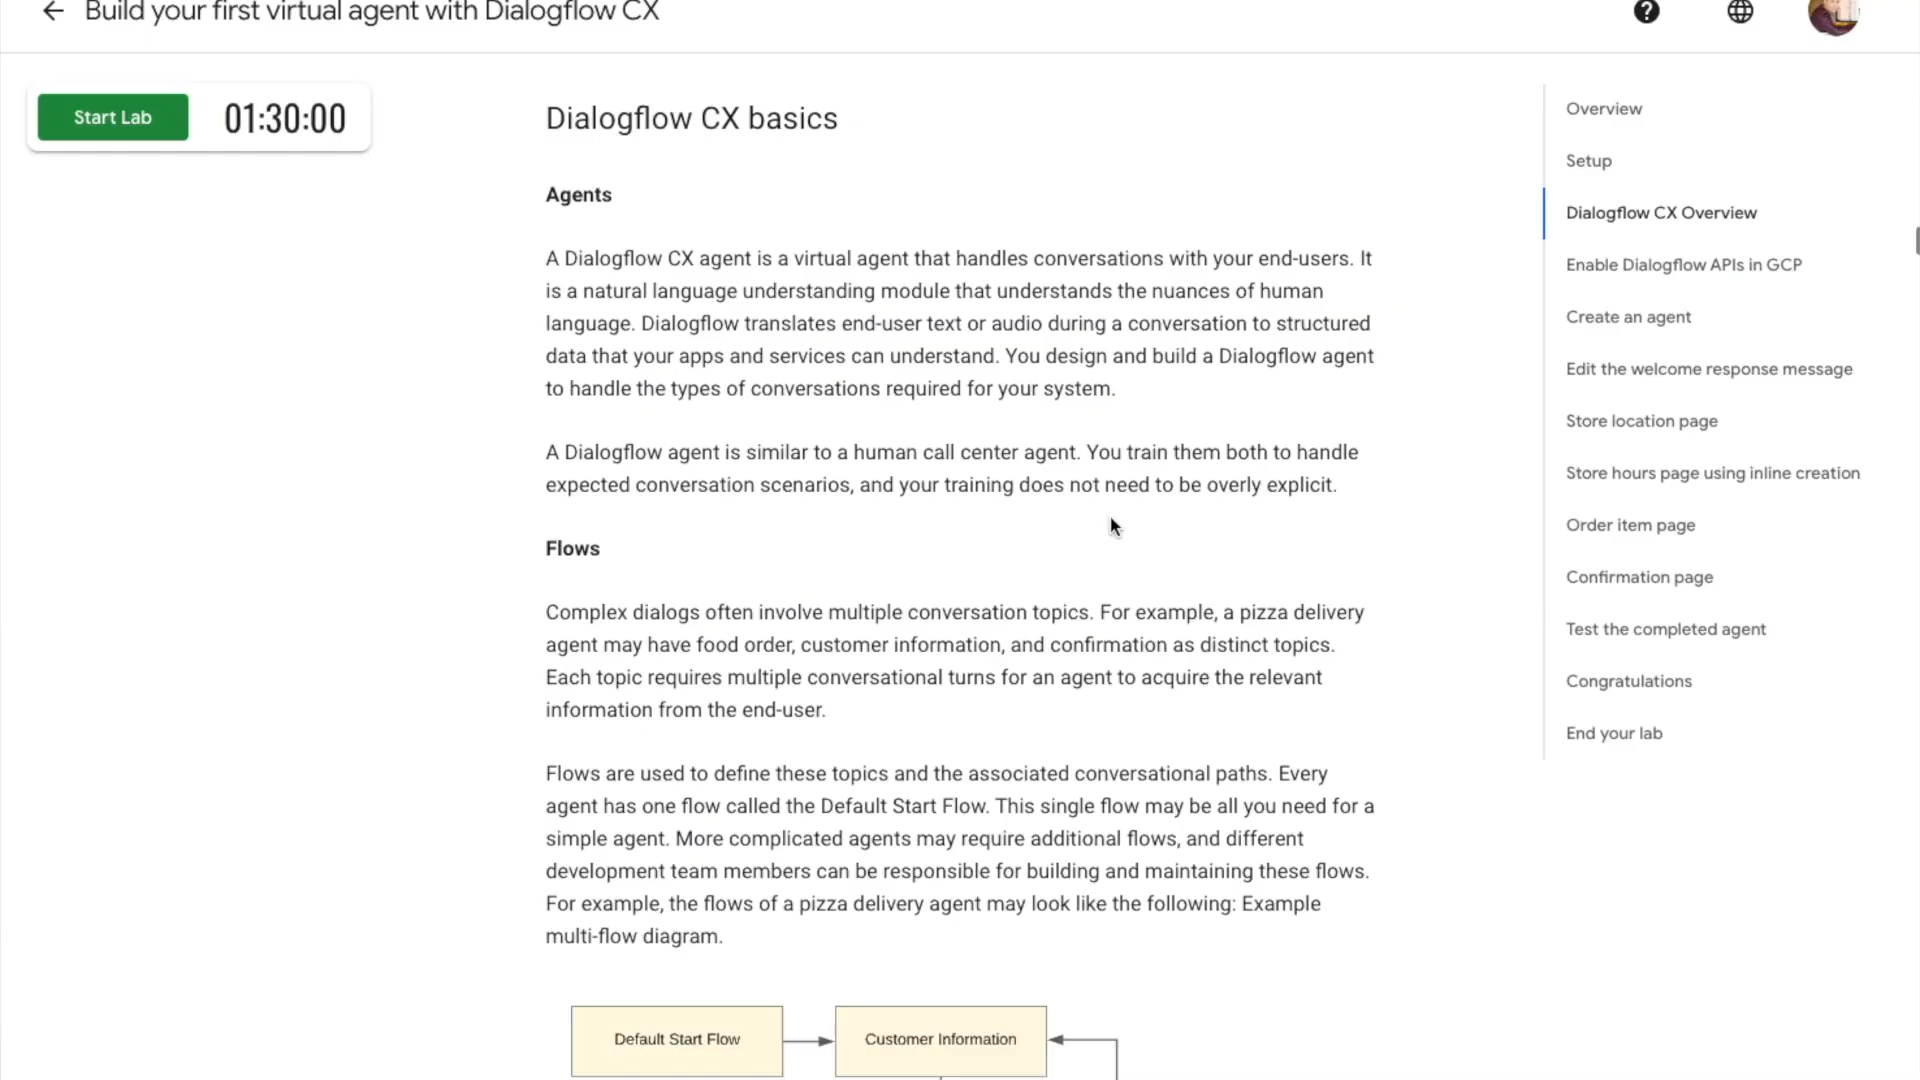 Build your first virtual agent with Dialogflow CX
Start Lab
01:30:00
Dialogflow CX basics
Agents
A Dialogflow CX agent is a virtual agent that handles conversations with your end-users. It
is a natural language understanding module that understands the nuances of human
language. Dialogflow translates end-user text or audio during a conversation to structured
data that your apps and services can understand. You design and build a Dialogflow agent
to handle the types of conversations required for your system.
A Dialogflow agent is similar to a human call center agent. You train them both to handle
expected conversation scenarios, and your training does not need to be overly explicit.
Flows
Complex dialogs often involve multiple conversation topics. For example, a pizza delivery
agent may have food order, customer information, and confirmation as distinct topics.
Each topic requires multiple conversational turns for an agent to acquire the relevant
information from the end-user.
Flows are used to define these topics and the associated conversational paths. Every
agent has one flow called the Default Start Flow. This single flow may be all you need for a
simple agent. More complicated agents may require additional flows, and different
development team members can be responsible for building and maintaining these flows.
For example, the flows of a pizza delivery agent may look like the following: Example
multi-flow diagram.
Default Start Flow
Customer Information
Overview
Setup
Dialogflow CX Overview
Enable Dialogflow APIs in GCP
Create an agent
Edit the welcome response message
Store location page
Store hours page using inline creation
Order item page
Confirmation page
Test the completed agent
Congratulations
End your lab